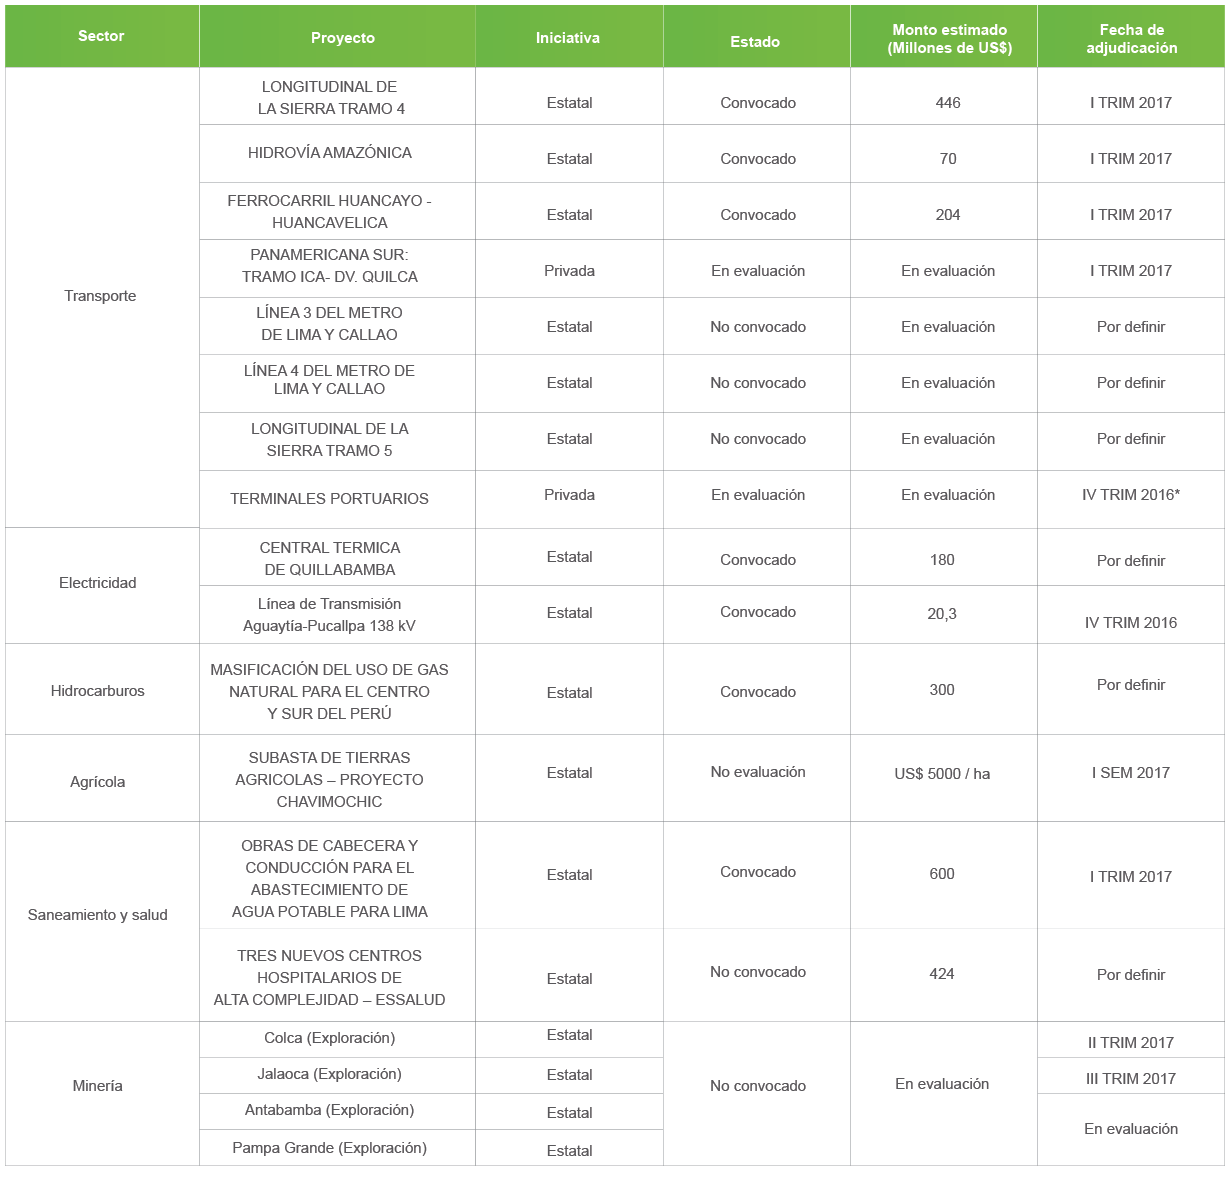 Sector
Proyecto
Iniciativa
Estado
Monto estimado
(Millones de US$)
Fecha de
adjudicación
Transporte
LONGITUDINAL DE
LA SIERRA TRAMO 4
Estatal
Convocado
446
I TRIM 2017
HIDROVÍA AMAZÓNICA
Estatal
Convocado
70
I TRIM 2017
FERROCARRIL HUANCAYO -
HUANCAVELICA
Estatal
Convocado
204
I TRIM 2017
PANAMERICANA SUR:
TRAMO ICA- DV. QUILCA
Privada
En evaluación
En evaluación
I TRIM 2017
LÍNEA 3 DEL METRO
DE LIMA Y CALLAO
Estatal
No convocado
En evaluación
Por definir
LÍNEA 4 DEL METRO DE
LIMA Y CALLAO
Estatal
No convocado
En evaluación
Por definir
LONGITUDINAL DE LA
SIERRA TRAMO 5
Estatal
No convocado
En evaluación
Por definir
TERMINALES PORTUARIOS
Privada
En evaluación
En evaluación
IV TRIM 2016*
Electricidad
CENTRAL TERMICA
DE QUILLABAMBA
Estatal
Convocado
180
Por definir
Línea de Transmisión
Aguaytía-Pucallpa 138 kV
Estatal
Convocado
20,3
IV TRIM 2016
Hidrocarburos
MASIFICACIÓN DEL USO DE GAS
NATURAL PARA EL CENTRO
Y SUR DEL PERÚ
Estatal
Convocado
300
Por definir
Agrícola
SUBASTA DE TIERRAS
AGRICOLAS – PROYECTO
CHAVIMOCHIC
Estatal
No evaluación
US$ 5000 / ha
I SEM 2017
Saneamiento y salud
OBRAS DE CABECERA Y
CONDUCCIÓN PARA EL
ABASTECIMIENTO DE
AGUA POTABLE PARA LIMA
Estatal
Convocado
600
I TRIM 2017
TRES NUEVOS CENTROS
HOSPITALARIOS DE
ALTA COMPLEJIDAD – ESSALUD
Estatal
No convocado
424
Por definir
Minería
Colca (Exploración)
Estatal
No convocado
En evaluación
II TRIM 2017
Jalaoca (Exploración)
Estatal
III TRIM 2017
Antabamba (Exploración)
Estatal
En evaluación
Pampa Grande (Exploración)
Estatal